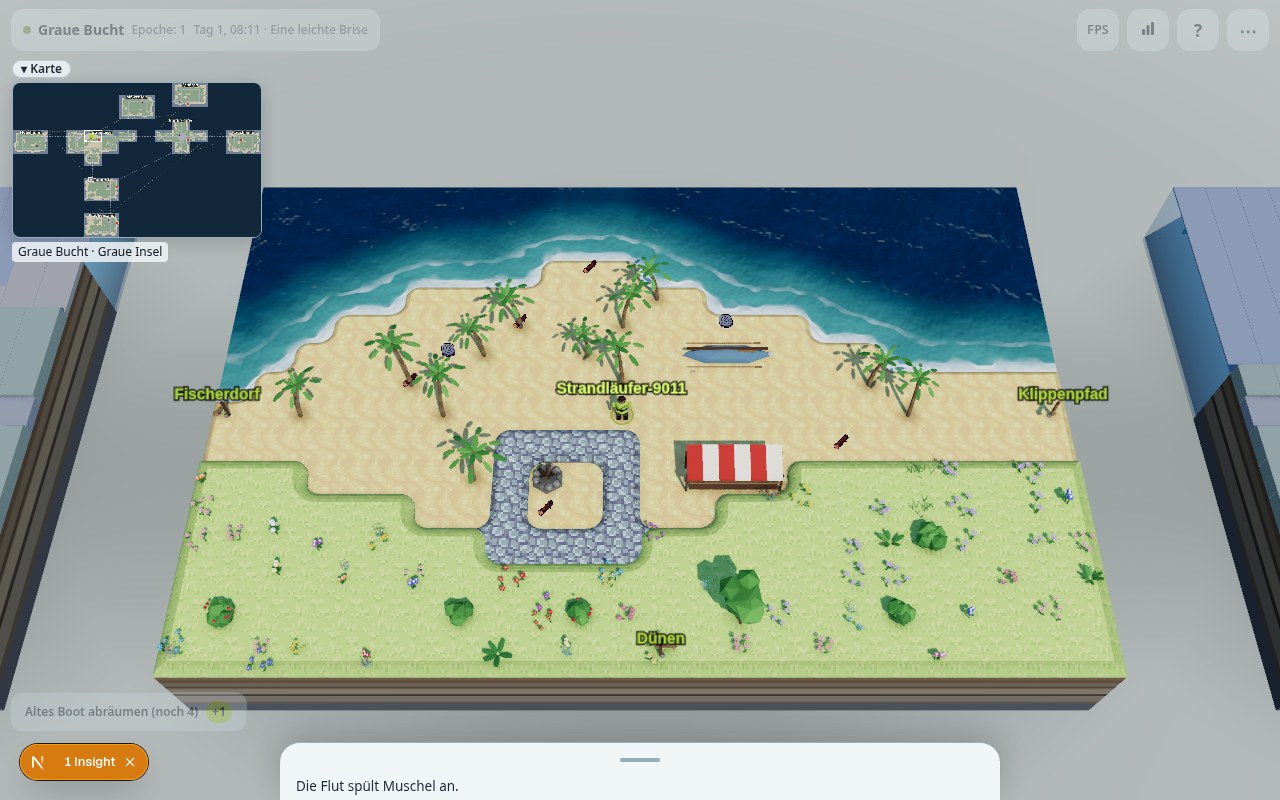 Graue Bucht Epoche: 1 Tag 1, 08:11 · Eine leichte Brise
FPS
?
...
▾ Karte
Graue Bucht · Graue Insel
Fischerdorf
Strandläufer-9011
Klippenpfad
Dünen
Altes Boot abräumen (noch 4) +1
N 1 Insight ×
Die Flut spült Muschel an.